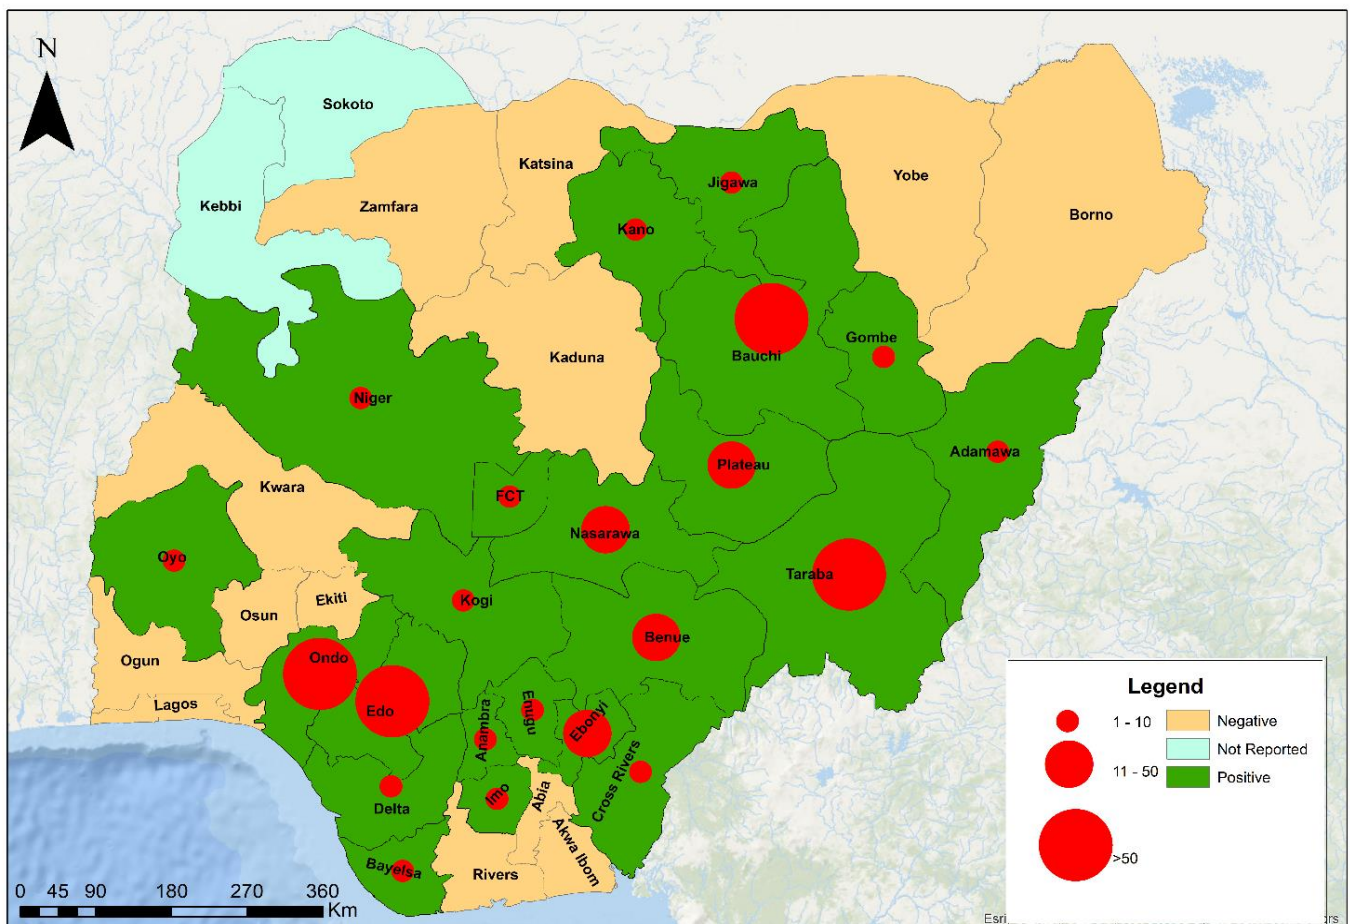 N
Sokoto
Katsina
Kebbi
Zamfara
Jigawa
Yobe
Kano
Borno
Kaduna
Bauchi
Gombe
Niger
Plateau
Adamawa
Kwara
FCT
Nasarawa
Oyo
Taraba
Kogi
Osun
Ekiti
Benue
Ogun
Ondo
Lagos
Edo
Anambra
Enugu
Ebonyi
Cross Rivers
Delta
Imo
Abia
Akwa Ibom
Bayelsa
Rivers
Legend
1 - 10
Negative
Not Reported
11 - 50
Positive
>50
0 45 90 180 270 360
Km